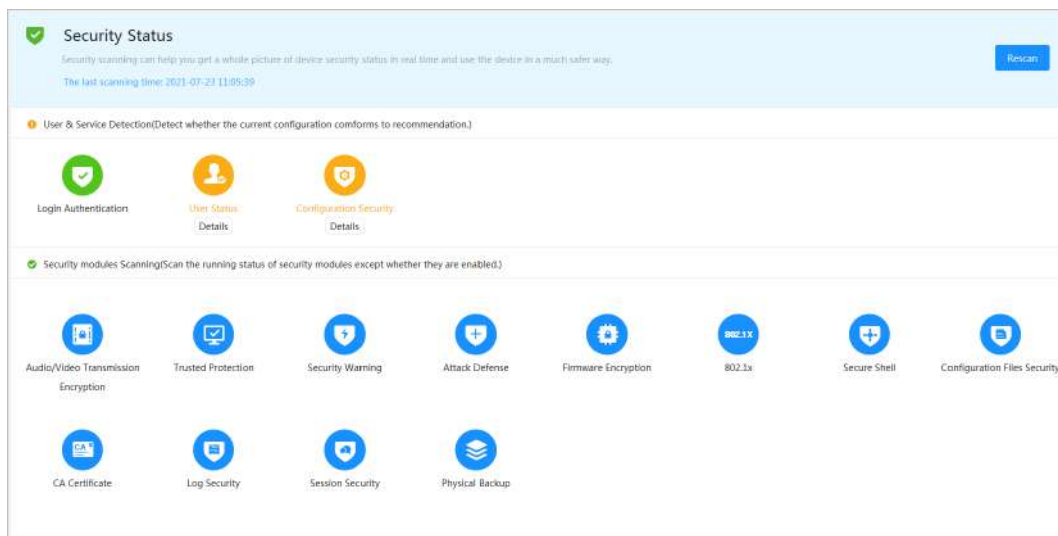 Security Status
Security scanning can help you get a whole picture of device security status in real time and use the device in a much safer way.
Rescan
The last scanning time: 2021-07-23 11:05:39
User & Service Detection(Detect whether the current configuration comforms to recommendation.)
Login Authentication
User Status
Configuration Security
Details
Details
Security modules Scanning(Scan the running status of security modules except whether they are enabled.)
802.1X
Audio/Video Transmission
Encryption
Trusted Protection
Security Warning
Attack Defense
Firmware Encryption
802.1x
Secure Shell
Configuration Files Security
CA
CA Certificate
Log Security
Session Security
Physical Backup